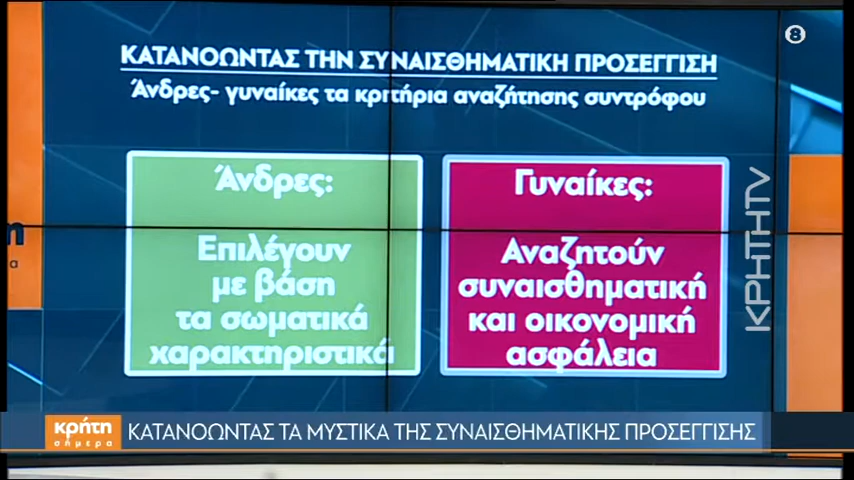 8
ΚΑΤΑΝΟΩΝΤΑΣ ΤΗΝ ΣΥΝΑΙΣΘΗΜΑΤΙΚΗ ΠΡΟΣΕΓΓΙΣΗ
Άνδρες- γυναίκες τα κριτήρια αναζήτησης συντρόφου
Άνδρες:
Επιλέγουν
με βάση
τα σωματικά
χαρακτηριστικά
Γυναίκες:
Αναζητούν
συναισθηματική
και οικονομική
ασφάλεια
ΚΡΗΤΗTV
κρήτη
σήμερα
ΚΑΤΑΝΟΩΝΤΑΣ ΤΑ ΜΥΣΤΙΚΑ ΤΗΣ ΣΥΝΑΙΣΘΗΜΑΤΙΚΗΣ ΠΡΟΣΕΓΓΙΣΗΣ